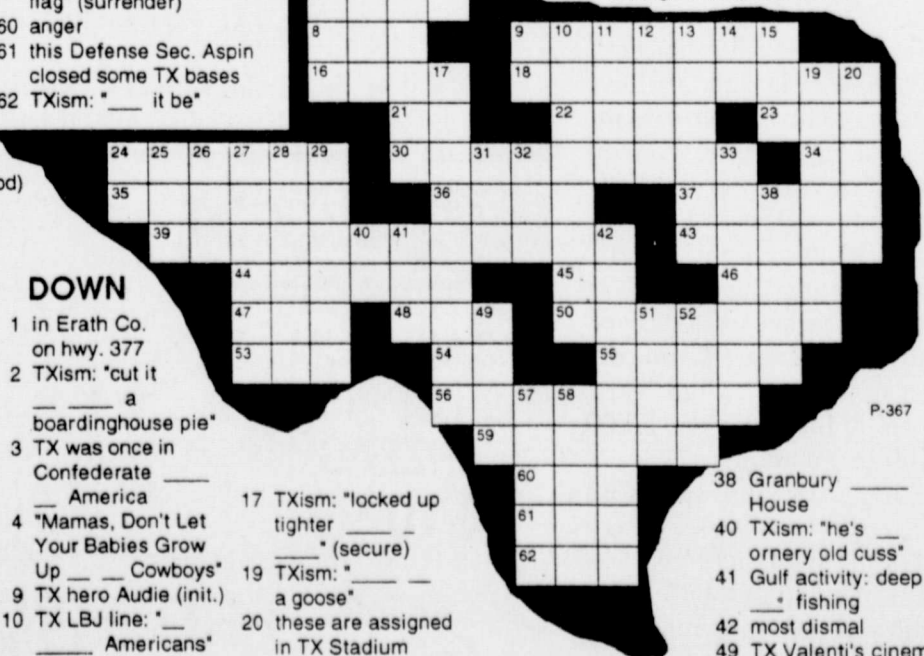 flag" (surrender)
60 anger
61 this Defense Sec. Aspin
closed some TX bases
62 TXism: "___ it be"
8
9 10 11 12 13 14 15
16 17 18 19 20
21 22 23
24 25 26 27 28 29 30 31 32 33 34
35 36 37 38
39 40 41 42 43
44 45 46
47 48 49 50 51 52
53 54 55
56 57 58
59
60
61
62
P-367
DOWN
1 in Erath Co.
on hwy. 377
2 TXism: "cut it
__ ____ a
boardinghouse pie"
3 TX was once in
Confederate ____
__ America
4 "Mamas, Don't Let
Your Babies Grow
Up __ __ Cowboys"
9 TX hero Audie (init.)
10 TX LBJ line: "__
____ Americans"
17 TXism: "locked up
tighter ____ _
____" (secure)
19 TXism: "____ __
a goose"
20 these are assigned
in TX Stadium
38 Granbury _____
House
40 TXism: "he's __
ornery old cuss"
41 Gulf activity: deep
___" fishing
42 most dismal
49 TX Valenti's cinem